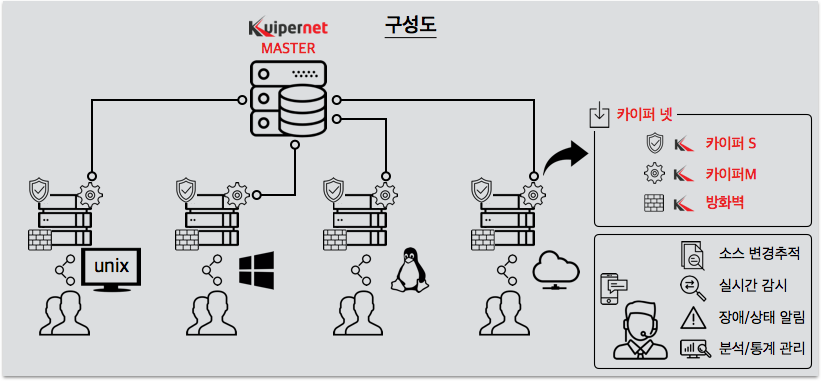 구성도
Kuipernet
MASTER
카이퍼 넷
카이퍼 S
카이퍼M
방화벽
unix
소스 변경추적
실시간 감시
장애/상태 알림
분석/통계 관리